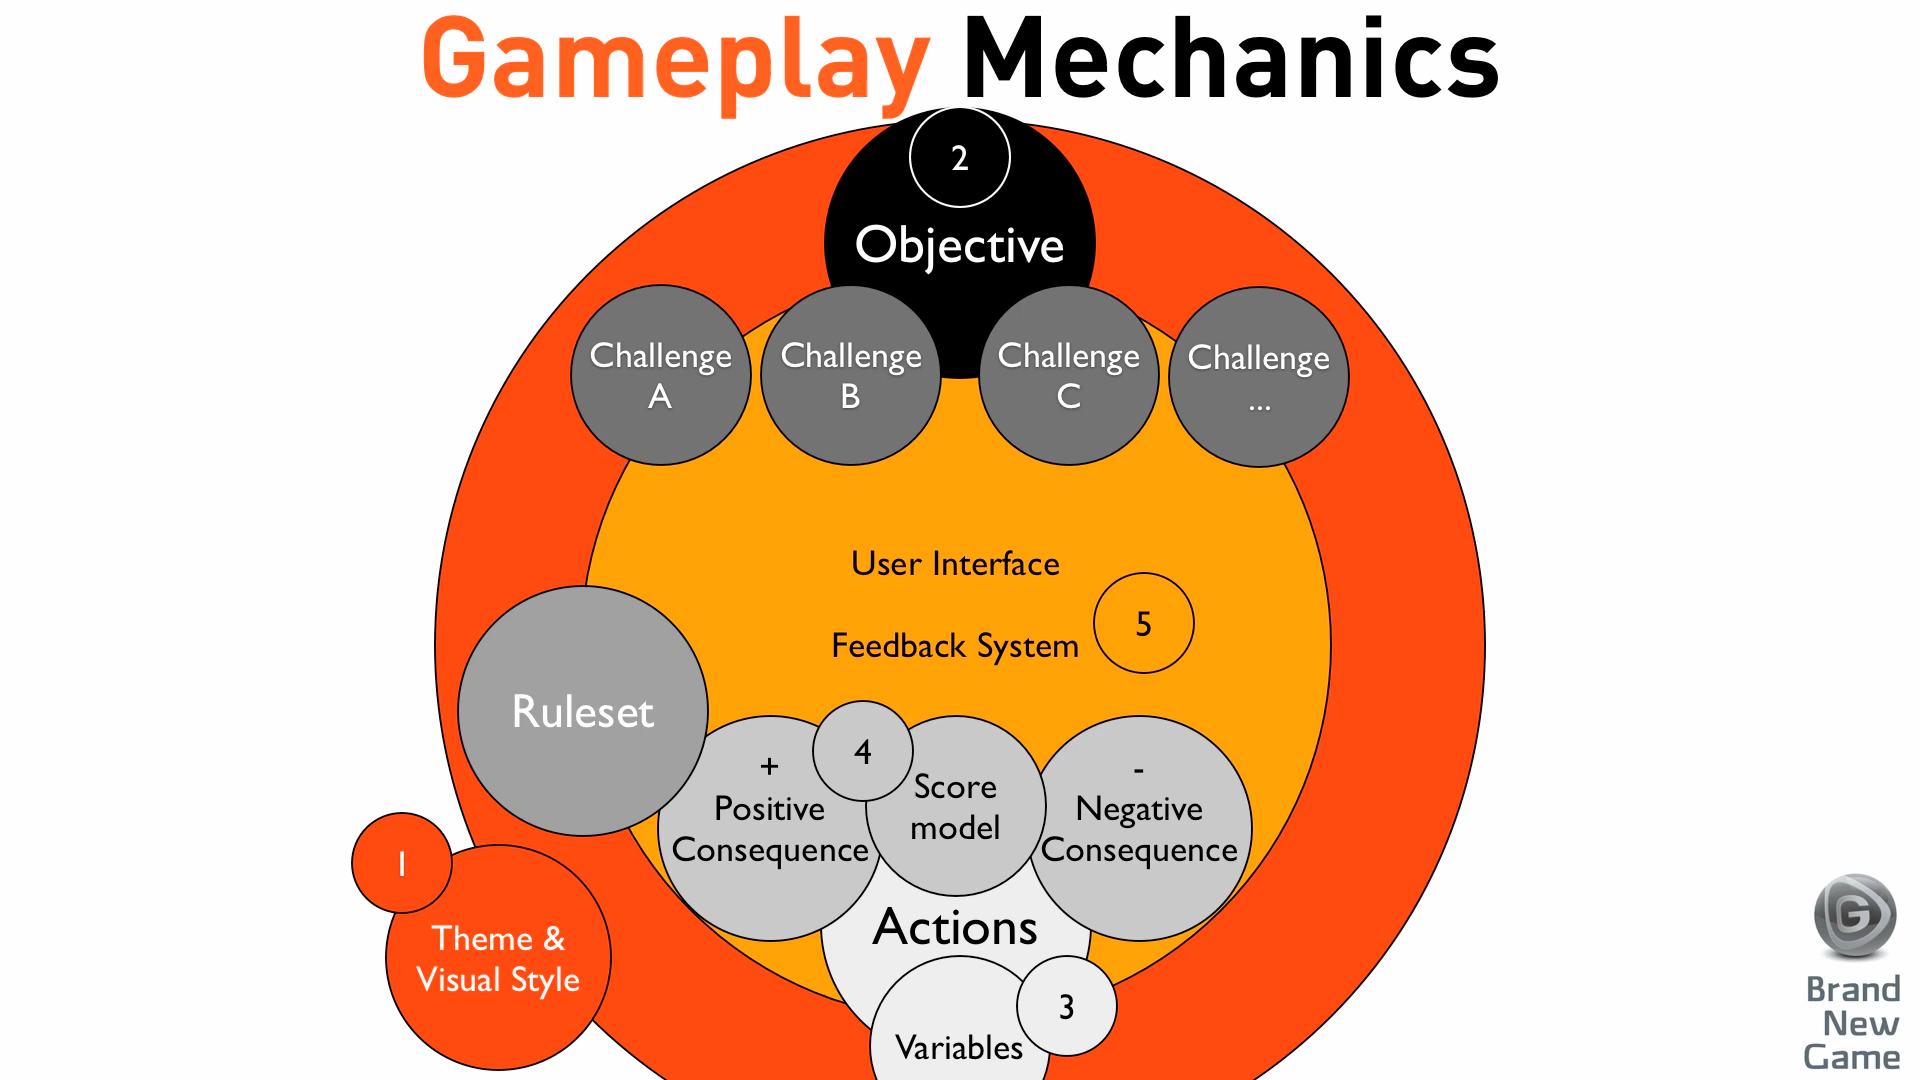 Gameplay Mechanics
2
Objective
Challenge
A
Challenge
B
Challenge
C
Challenge
...
User Interface
5
Feedback System
Ruleset
4
+
Positive
Consequence
Score
model
-
Negative
Consequence
1
Theme &
Visual Style
Actions
3
Variables
G
Brand
New
Game